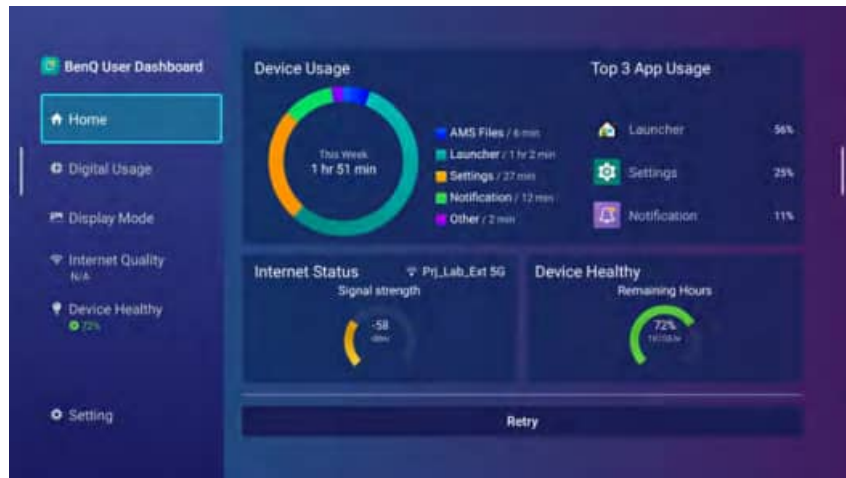 BenQ User Dashboard
Home
Digital Usage
Display Mode
Internet Quality
N/A
Device Healthy
72%
Setting
Device Usage
This Week
1 hr 51 min
AMS Files / 6 min
Launcher / 1 hr 2 min
Settings / 27 min
Notification / 12 min
Other / 2 min
Top 3 App Usage
Launcher 56%
Settings 25%
Notification 11%
Internet Status Prj_Lab_Ext 5G
Signal strength
-58
dBm
Device Healthy
Remaining Hours
72%
Retry